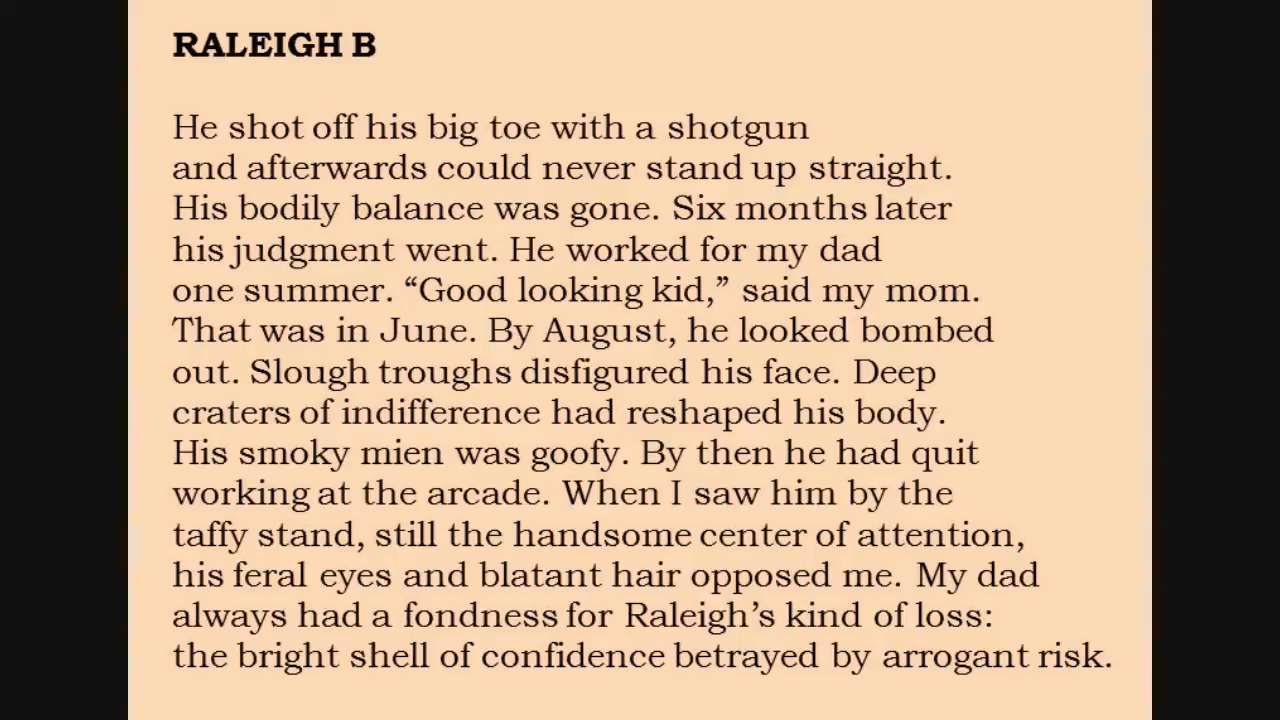 RALEIGH B
He shot off his big toe with a shotgun
and afterwards could never stand up straight.
His bodily balance was gone. Six months later
his judgment went. He worked for my dad
one summer. “Good looking kid,” said my mom.
That was in June. By August, he looked bombed
out. Slough troughs disfigured his face. Deep
craters of indifference had reshaped his body.
His smoky mien was goofy. By then he had quit
working at the arcade. When I saw him by the
taffy stand, still the handsome center of attention,
his feral eyes and blatant hair opposed me. My dad
always had a fondness for Raleigh’s kind of loss:
the bright shell of confidence betrayed by arrogant risk.